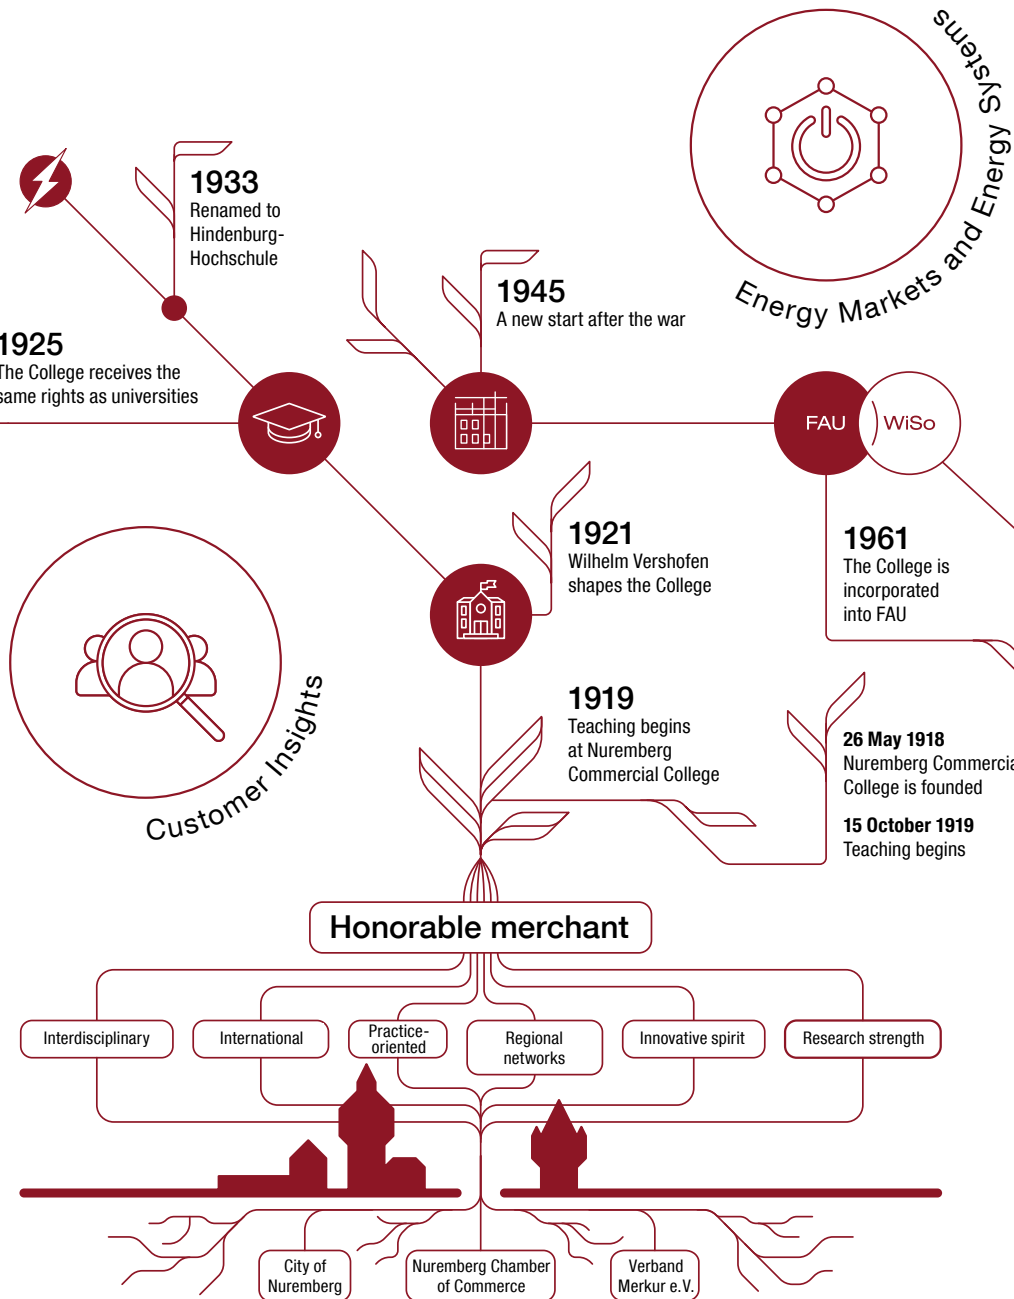 Energy Markets and Energy Systems
1933
Renamed to
Hindenburg-
Hochschule
1945
A new start after the war
1925
The College receives the
same rights as universities
FAU
WiSo
1921
Wilhelm Vershofen
shapes the College
1961
The College is
incorporated
into FAU
Customer Insights
1919
Teaching begins
at Nuremberg
Commercial College
26 May 1918
Nuremberg Commercia
College is founded
15 October 1919
Teaching begins
Honorable merchant
Interdisciplinary
International
Practice-
oriented
Regional
networks
Innovative spirit
Research strength
City of
Nuremberg
Nuremberg Chamber
of Commerce
Verband
Merkur e.V.